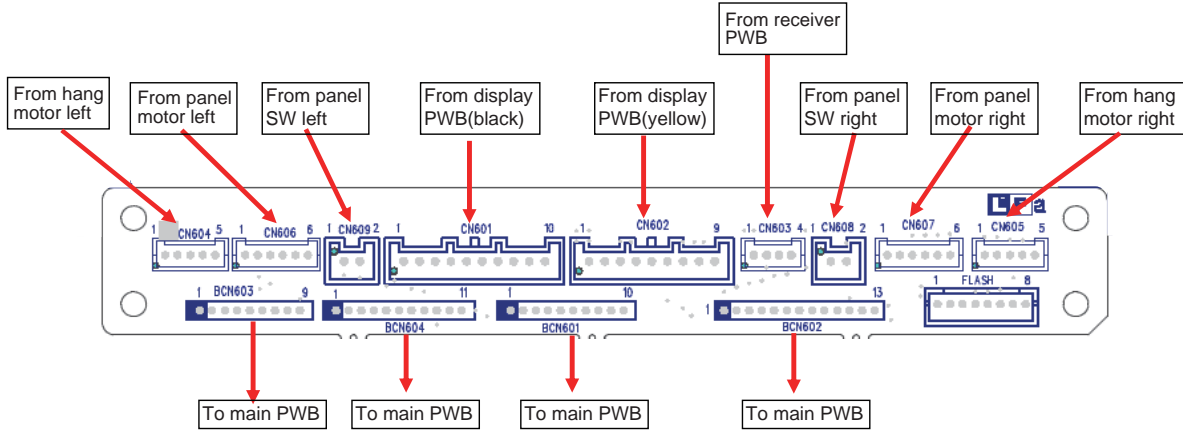 From receiver
PWB
From hang
motor left
From panel
motor left
From panel
SW left
From display
PWB(black)
From display
PWB(yellow)
From panel
SW right
From panel
motor right
From hang
motor right
1 CN604 5
1 CN606 6
1 CN609 2
1 CN601 10
1 CN602 9
1 CN603 4
1 CN608 2
1 CN607 6
1 CN605 5
1 BCN603 9
1 11
BCN604
1 10
BCN601
1 13
BCN602
1 FLASH 8
To main PWB
To main PWB
To main PWB
To main PWB